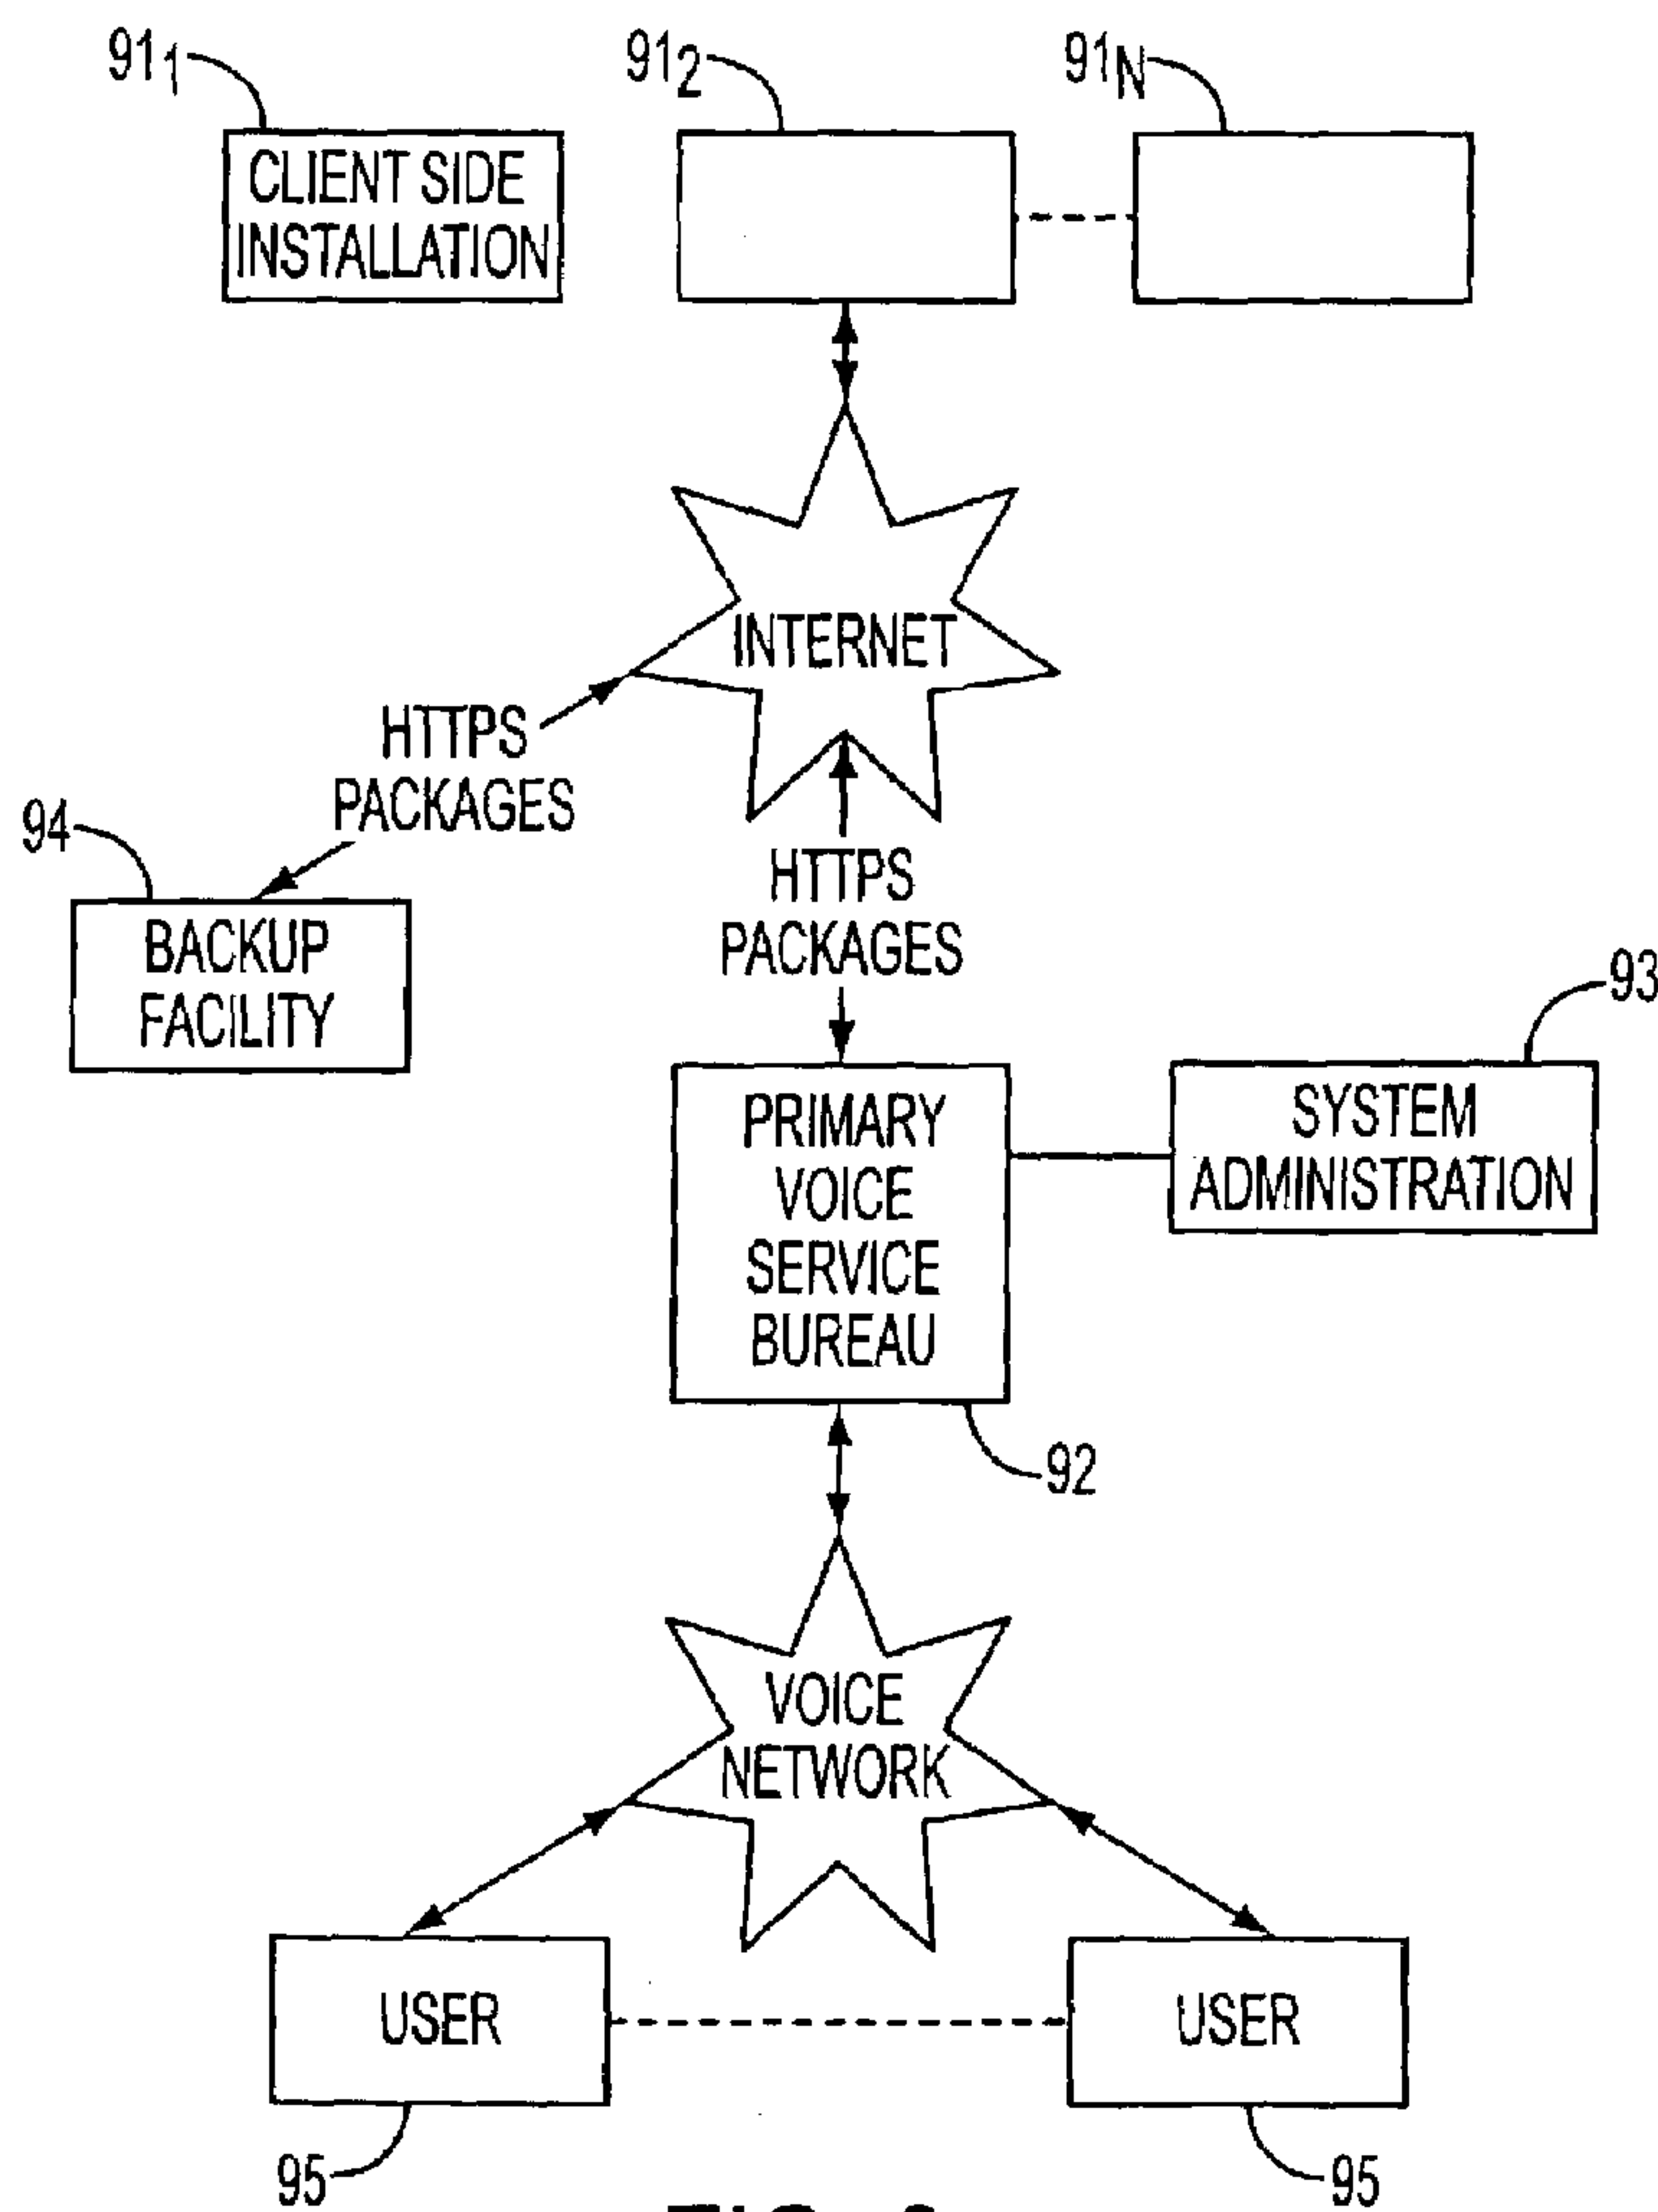 91₁
91₂
91N
CLIENT SIDE
INSTALLATION
INTERNET
HTTPS
PACKAGES
94
HTTPS
PACKAGES
BACKUP
FACILITY
93
PRIMARY
VOICE
SERVICE
BUREAU
SYSTEM
ADMINISTRATION
92
VOICE
NETWORK
USER
USER
95
95